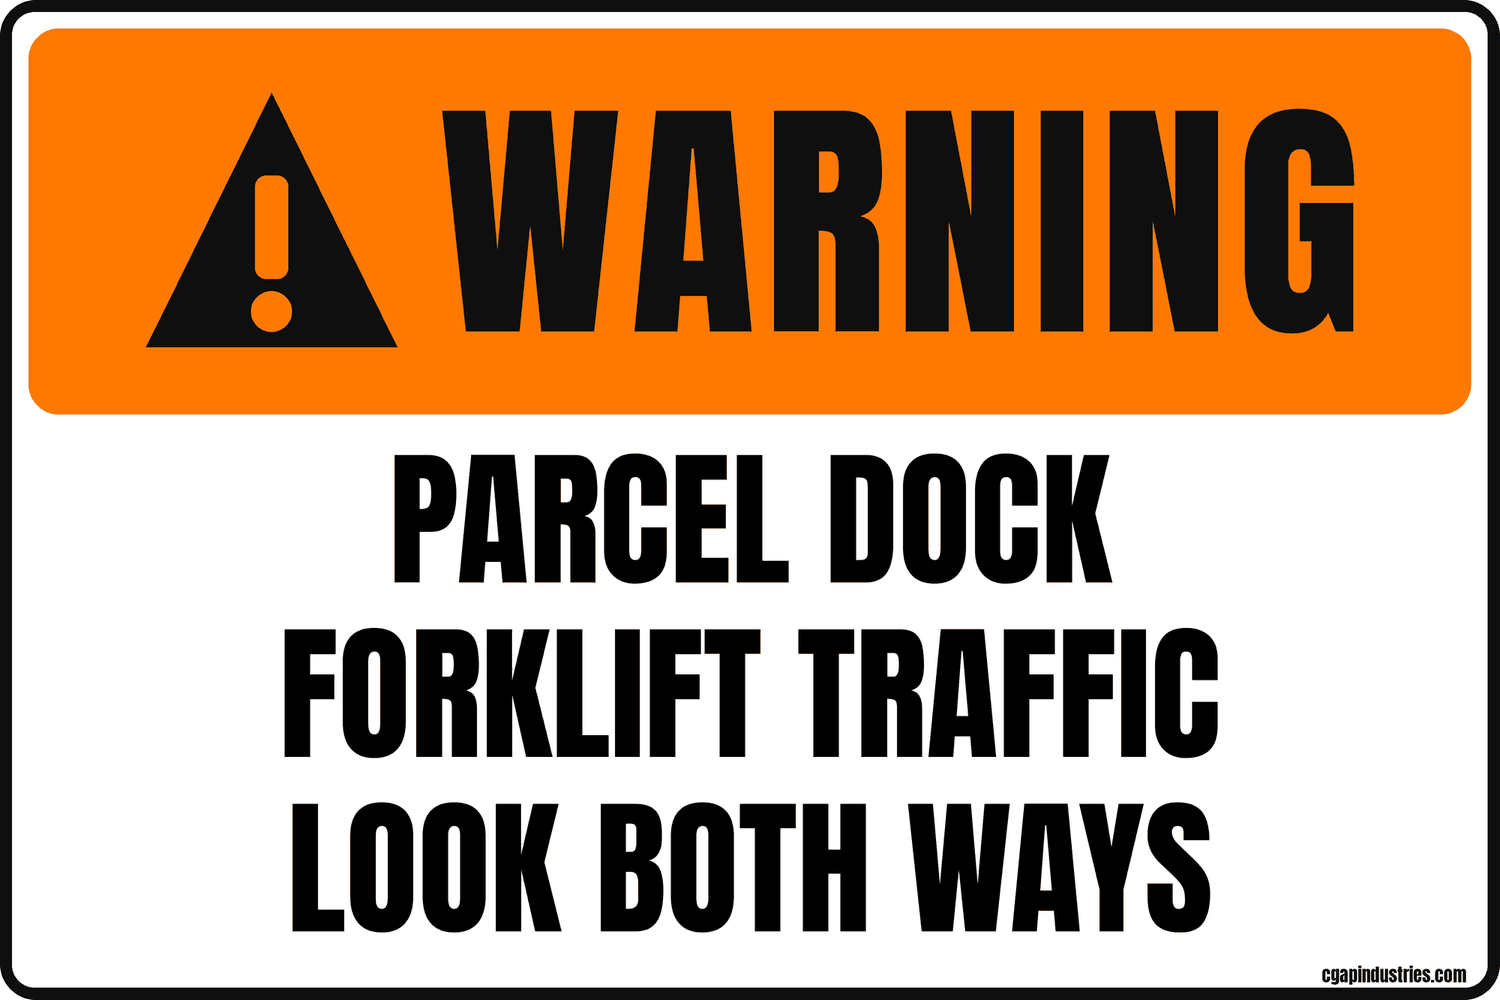 WARNING
PARCEL DOCK
FORKLIFT TRAFFIC
LOOK BOTH WAYS
cgapindustries.com